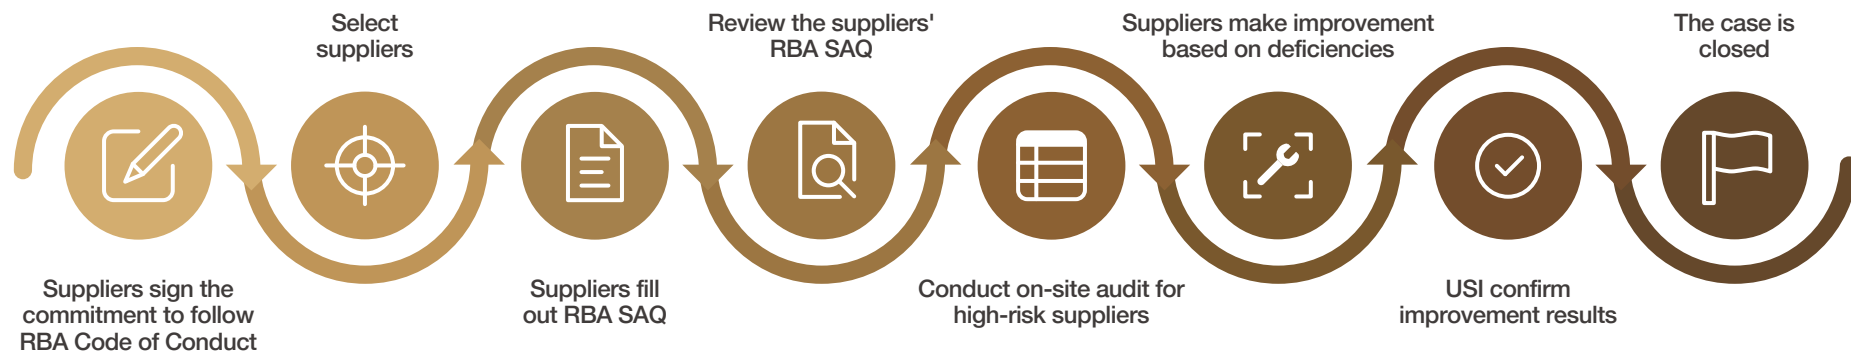 Suppliers sign the
commitment to follow
RBA Code of Conduct
Select
suppliers
Suppliers fill
out RBA SAQ
Review the suppliers'
RBA SAQ
Conduct on-site audit for
high-risk suppliers
Suppliers make improvement
based on deficiencies
USI confirm
improvement results
The case is
closed